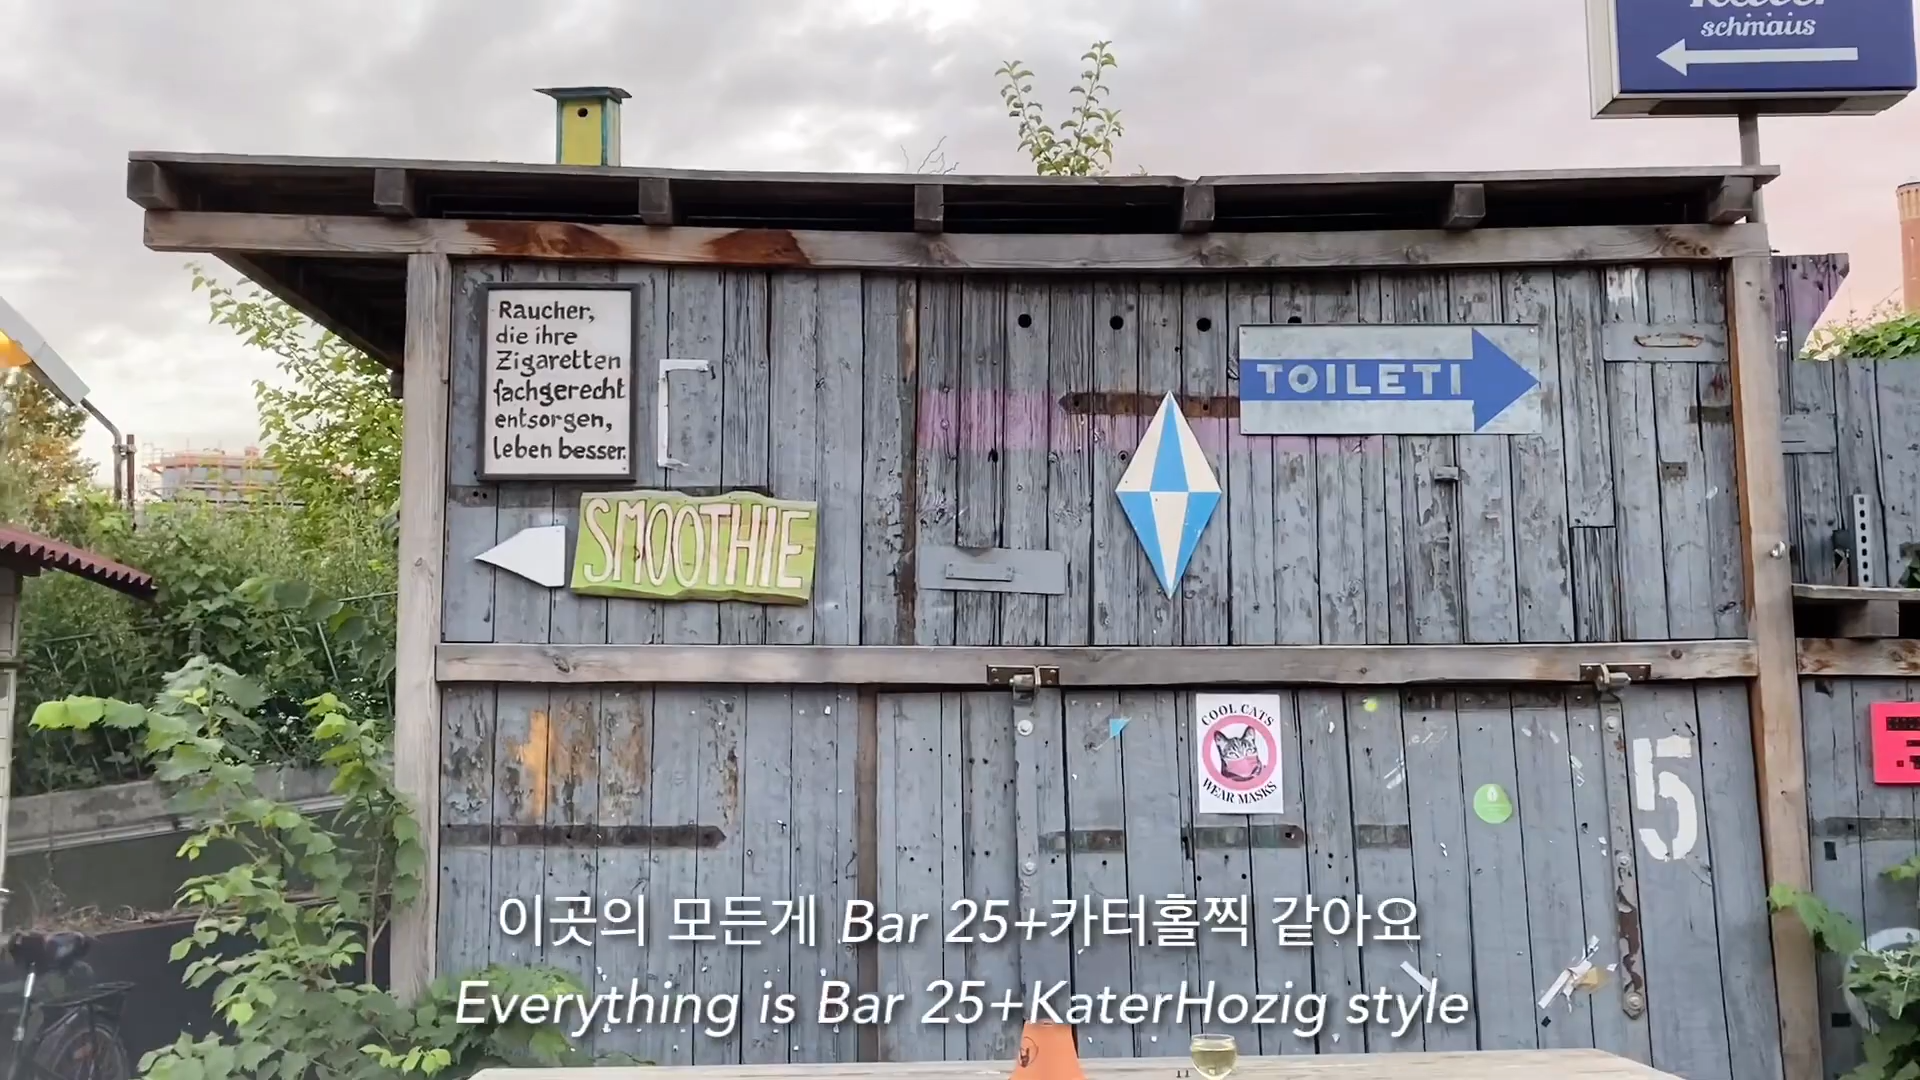 schmaus
Raucher,
die ihre
Zigaretten
fachgerecht
entsorgen,
leben besser.
TOILETI
SMOOTHIE
COOL CATS
WEAR MASKS
5
이곳의 모든게 Bar 25+카터홀찍 같아요
Everything is Bar 25+KaterHozig style